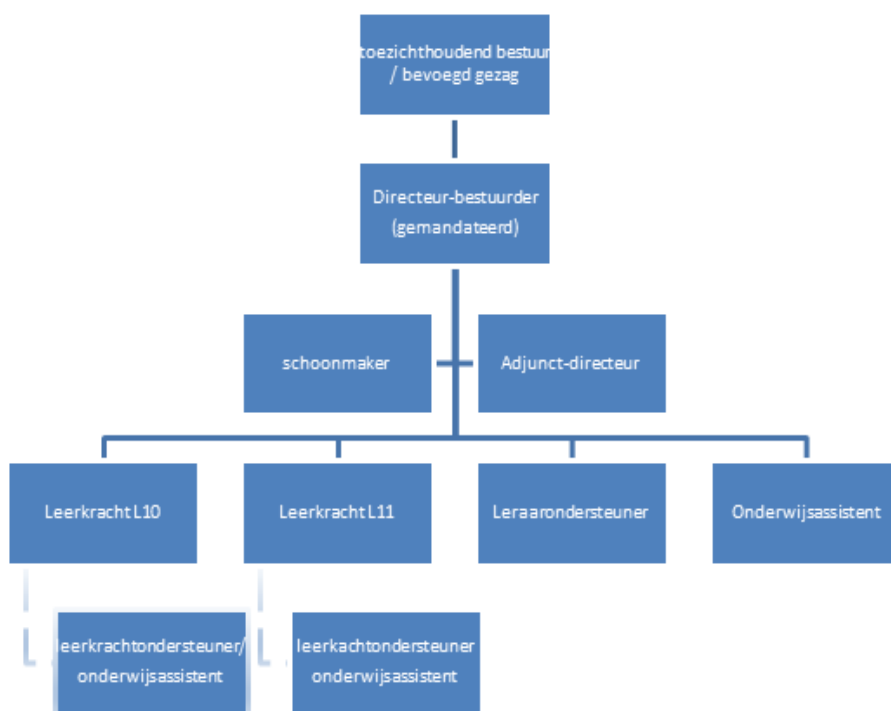 toezichthoudend bestuur
/ bevoegd gezag
Directeur-bestuurder
(gemandateerd)
schoonmaker
Adjunct-directeur
Leerkracht L10
Leerkracht L11
Leraarondersteuner
Onderwijsassistent
leerkrachtondersteuner/
onderwijsassistent
leerkachtondersteuner
onderwijsassistent